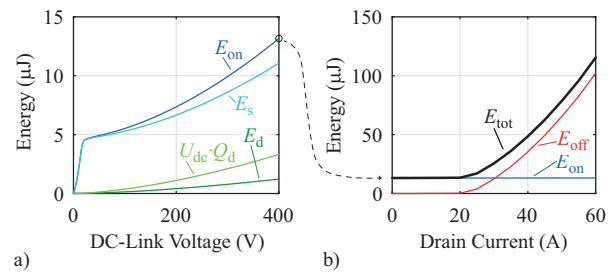 15
10
5
0
Energy (µJ)
E_on
E_s
U_dc·Q_d
E_d
0
200
400
DC-Link Voltage (V)
a)
150
100
50
0
Energy (µJ)
E_tot
E_off
E_on
0
20
40
60
Drain Current (A)
b)